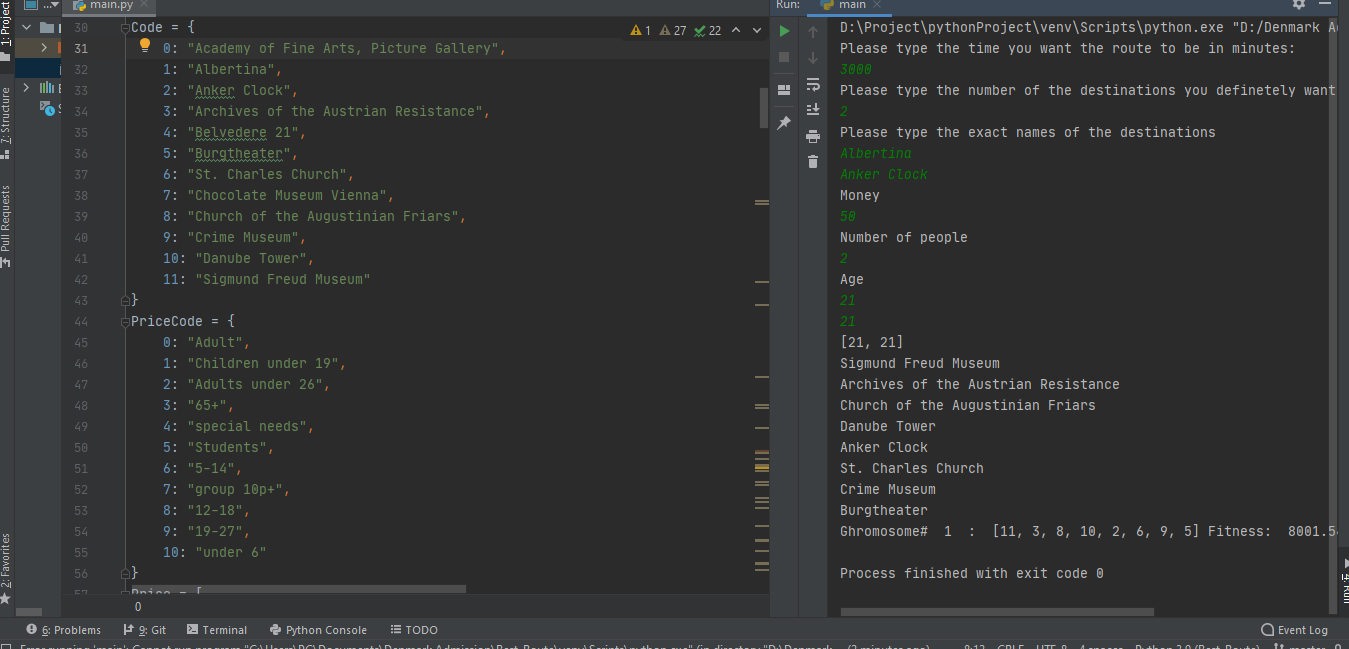 main.py
Run: main
1: Project
7: Structure
Pull Requests
2: Favorites
1 27 22
30 Code = {
31 0: "Academy of Fine Arts, Picture Gallery",
32 1: "Albertina",
33 2: "Anker Clock",
34 3: "Archives of the Austrian Resistance",
35 4: "Belvedere 21",
36 5: "Burgtheater",
37 6: "St. Charles Church",
38 7: "Chocolate Museum Vienna",
39 8: "Church of the Augustinian Friars",
40 9: "Crime Museum",
41 10: "Danube Tower",
42 11: "Sigmund Freud Museum"
43 }
44 PriceCode = {
45 0: "Adult",
46 1: "Children under 19",
47 2: "Adults under 26",
48 3: "65+",
49 4: "special needs",
50 5: "Students",
51 6: "5-14",
52 7: "group 10p+",
53 8: "12-18",
54 9: "19-27",
55 10: "under 6"
56 }
57 Price = [
0
D:\Project\pythonProject\venv\Scripts\python.exe "D:/Denmark
Please type the time you want the route to be in minutes:
3000
Please type the number of the destinations you definetely want
2
Please type the exact names of the destinations
Albertina
Anker Clock
Money
50
Number of people
2
Age
21
21
[21, 21]
Sigmund Freud Museum
Archives of the Austrian Resistance
Church of the Augustinian Friars
Danube Tower
Anker Clock
St. Charles Church
Crime Museum
Burgtheater
Ghromosome#  1  :  [11, 3, 8, 10, 2, 6, 9, 5] Fitness:  8001.5
Process finished with exit code 0
6: Problems 9: Git Terminal Python Console TODO Event Log